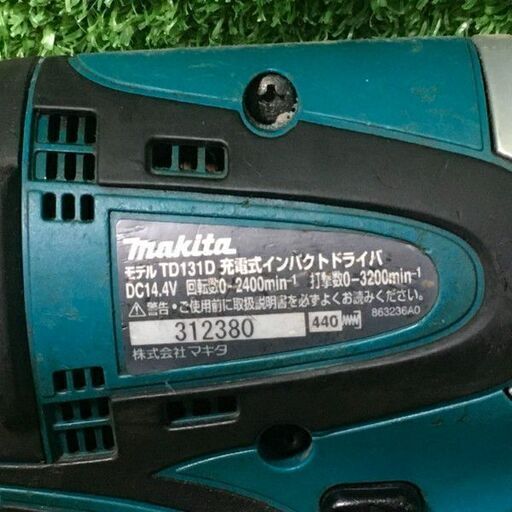 makita
モデル TD131D 充電式インパクトドライバ
DC14.4V 回転数0-2400min-1 打撃数0-3200min-1
⚠警告・ご使用前に取扱説明書を必ずよくお読みください。
863236A0
312380
440
株式会社マキタ